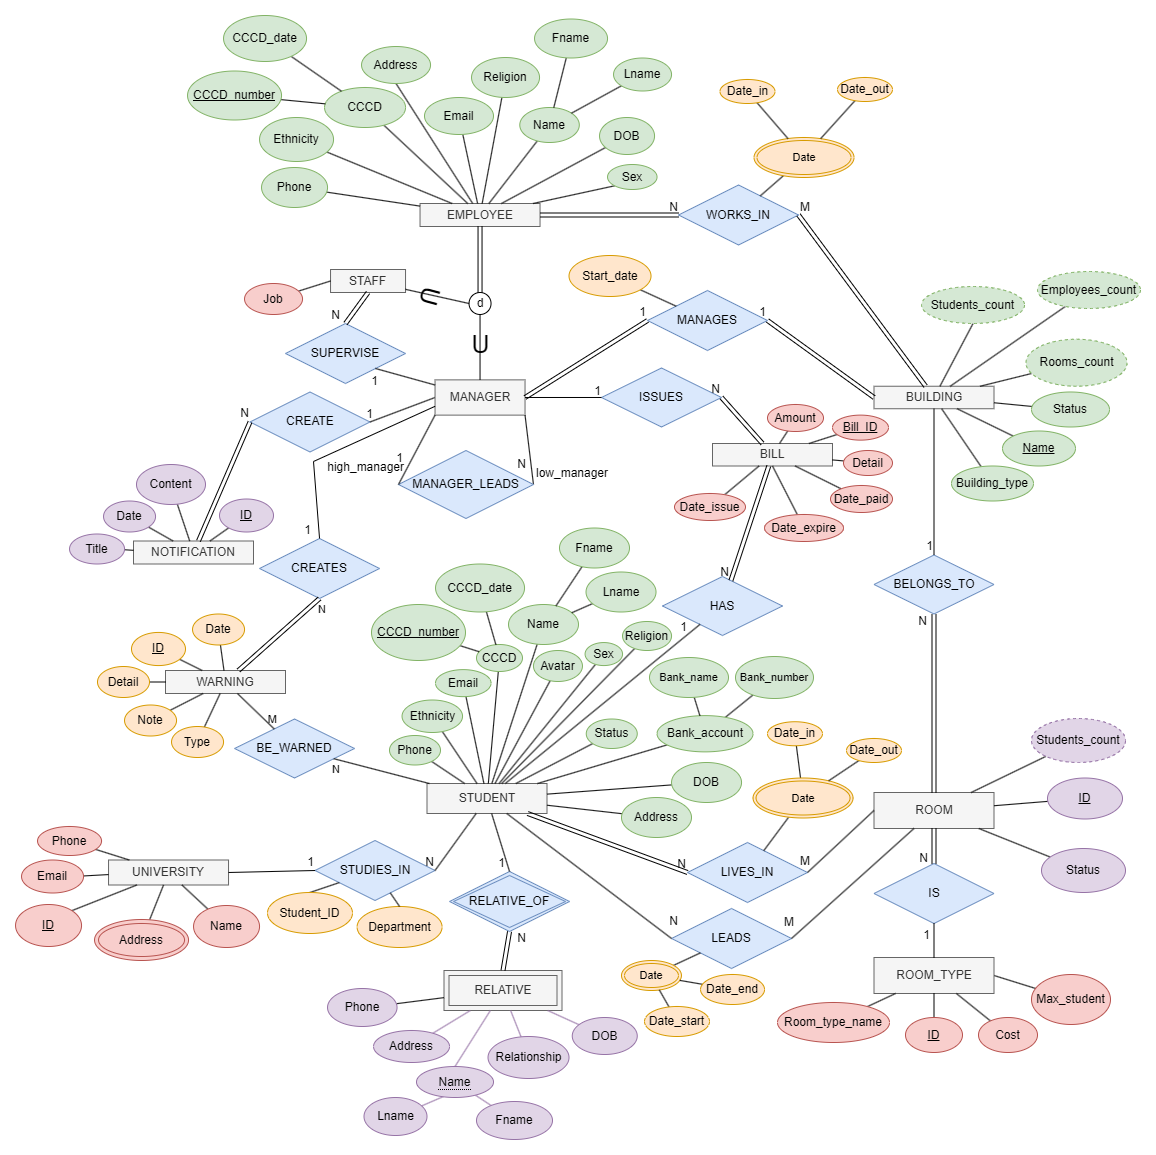 CCCD_date
Fname
Address
Religion
Lname
CCCD_number
CCCD
Date_in
Date_out
Email
Name
Ethnicity
DOB
Date
Phone
Sex
EMPLOYEE
N
WORKS_IN
M
STAFF
Job
d
Start_date
Students_count
Employees_count
N
1
MANAGES
1
SUPERVISE
Rooms_count
1
MANAGER
1
ISSUES
N
BUILDING
Status
N
CREATE
1
Amount
Bill_ID
Name
BILL
Detail
high_manager
1
N
low_manager
MANAGER_LEADS
Building_type
Content
Date_issue
Date_paid
Date
ID
Date_expire
Title
NOTIFICATION
1
CREATES
N
Fname
1
BELONGS_TO
N
N
HAS
1
CCCD_date
Lname
CCCD_number
Name
Religion
Date
ID
CCCD
Avatar
Sex
Detail
WARNING
Email
Bank_name
Bank_number
Note
M
Ethnicity
Type
BE_WARNED
N
Phone
Status
Bank_account
Date_in
Date_out
Students_count
STUDENT
DOB
Date
Address
ROOM
ID
Phone
UNIVERSITY
Email
1
STUDIES_IN
N
1
N
LIVES_IN
M
N
IS
Status
ID
Address
Name
Student_ID
Department
RELATIVE_OF
N
N
LEADS
M
1
Date
Date_end
Date_start
RELATIVE
ROOM_TYPE
Phone
Address
Relationship
DOB
Name
Lname
Fname
Room_type_name
ID
Cost
Max_student